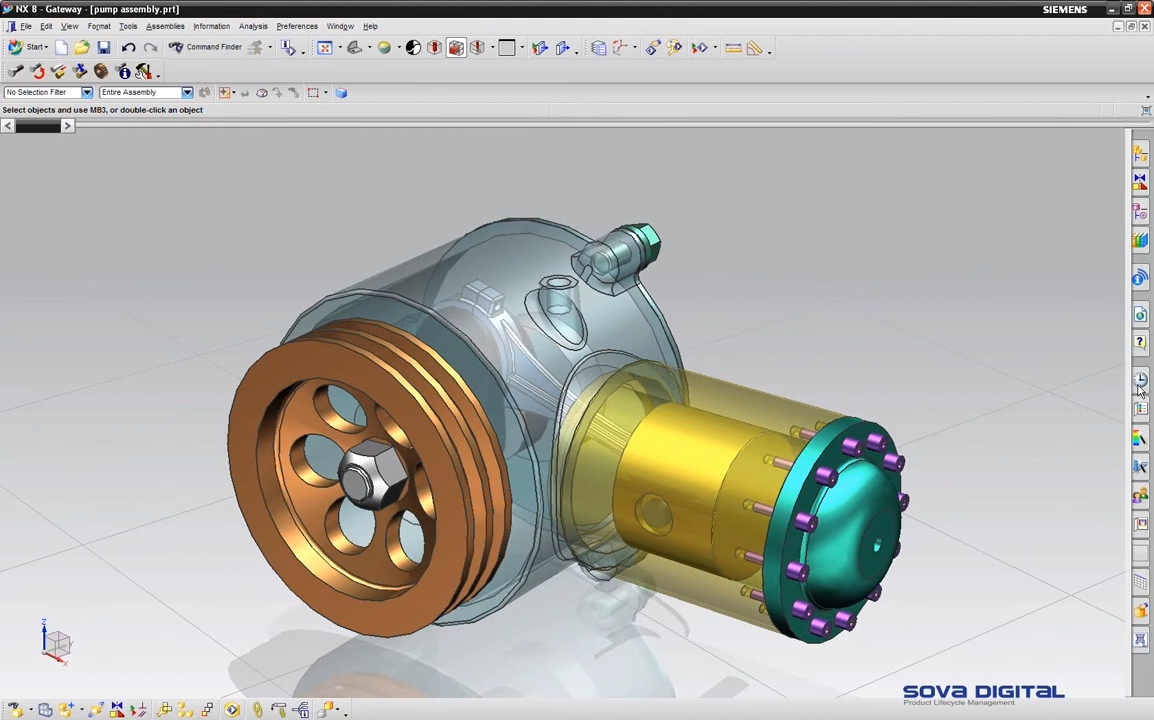 NX 8 - Gateway - [pump assembly.prt]
SIEMENS
File Edit View Format Tools Assemblies Information Analysis Preferences Window Help
Start Command Finder
No Selection Filter Entire Assembly
Select objects and use MB3, or double-click an object
Z
X
SOVA DIGITAL
Product Lifecycle Management